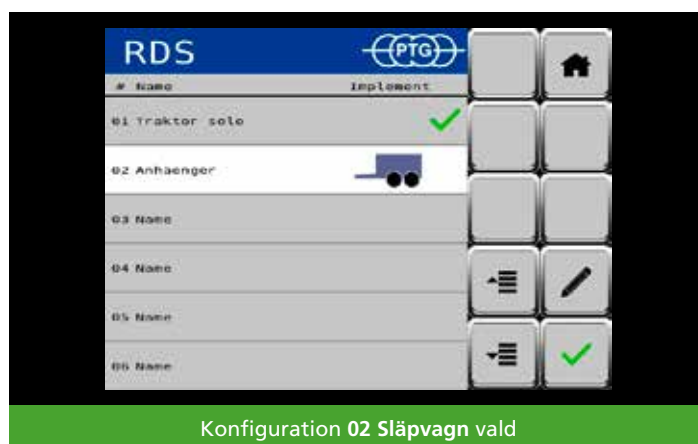 RDS PTG
# Name Implement
01 Traktor solo
02 Anhaenger
03 Name
04 Name
05 Name
06 Name
Konfiguration 02 Släpvagn vald